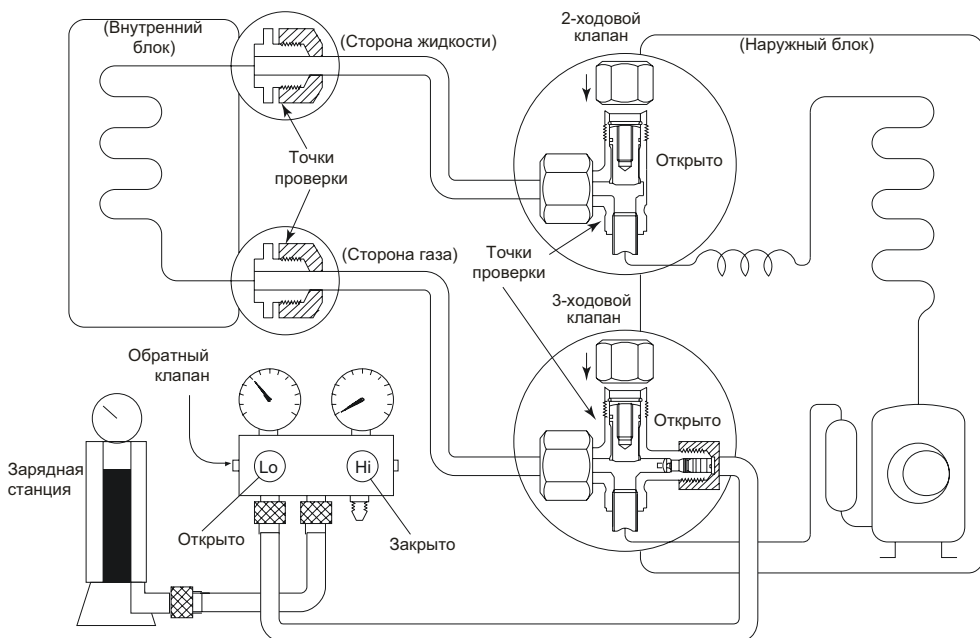 (Внутренний
блок)
(Сторона жидкости)
2-ходовой
клапан
(Наружный блок)
Точки
проверки
Открыто
(Сторона газа)
Точки
проверки
3-ходовой
клапан
Обратный
клапан
Открыто
Зарядная
станция
Lo
Hi
Открыто
Закрыто